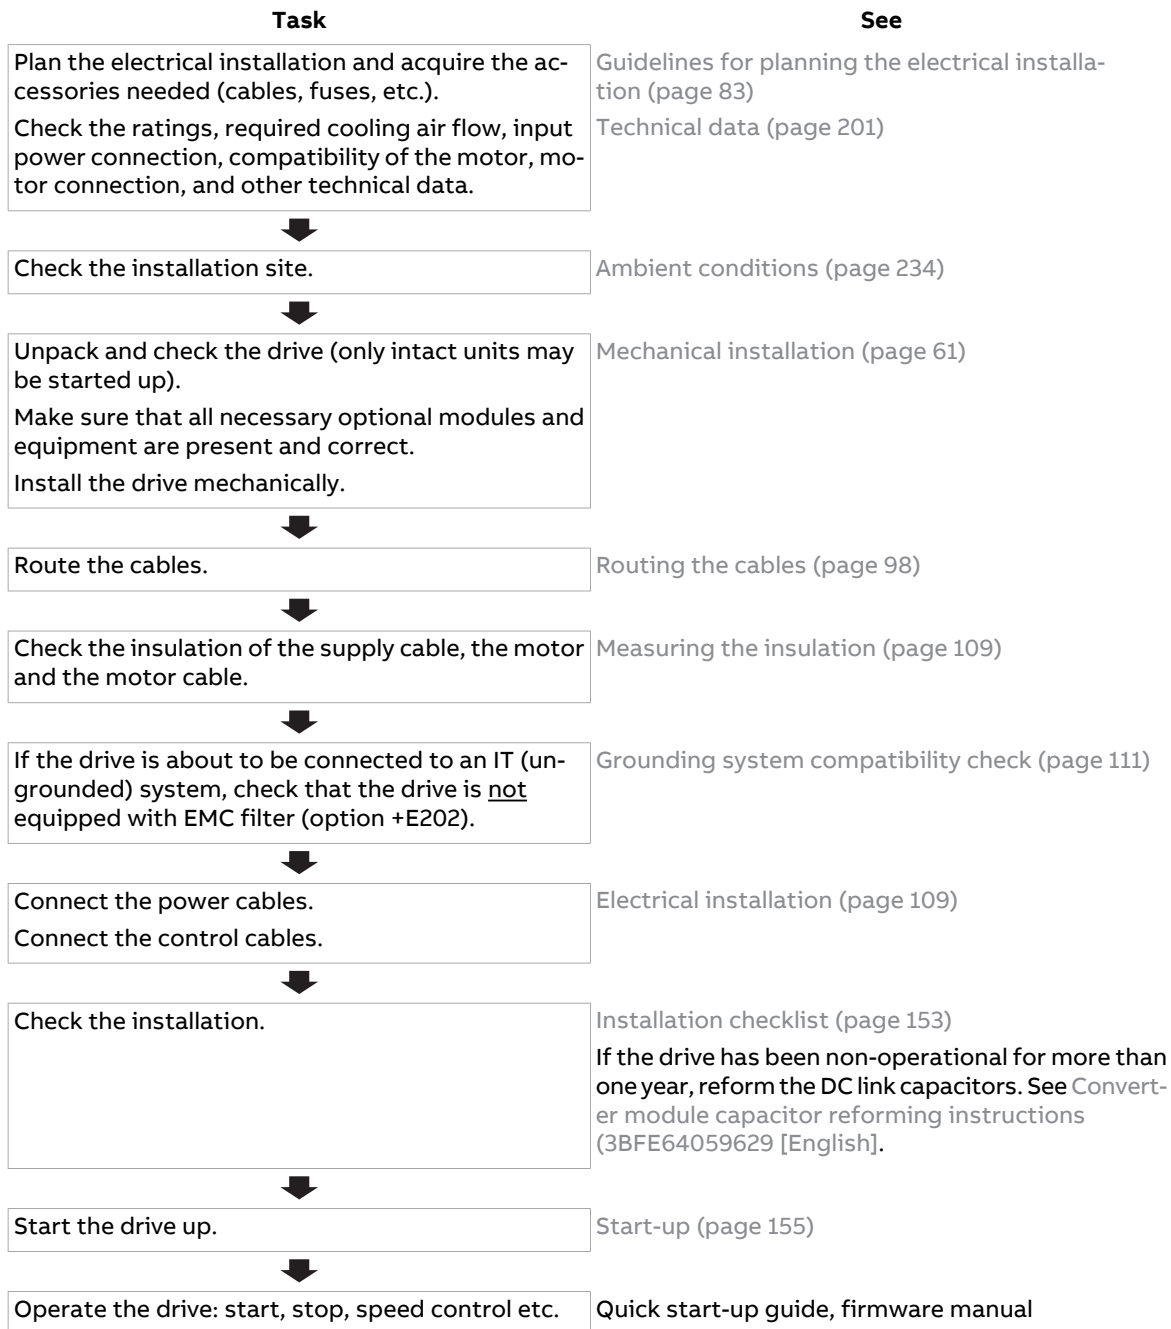 Task
See
Plan the electrical installation and acquire the ac-
cessories needed (cables, fuses, etc.).
Guidelines for planning the electrical installa-
tion (page 83)
Check the ratings, required cooling air flow, input
power connection, compatibility of the motor, mo-
tor connection, and other technical data.
Technical data (page 201)
Check the installation site.
Ambient conditions (page 234)
Unpack and check the drive (only intact units may
be started up).
Make sure that all necessary optional modules and
equipment are present and correct.
Install the drive mechanically.
Mechanical installation (page 61)
Route the cables.
Routing the cables (page 98)
Check the insulation of the supply cable, the motor
and the motor cable.
Measuring the insulation (page 109)
If the drive is about to be connected to an IT (un-
grounded) system, check that the drive is not
equipped with EMC filter (option +E202).
Grounding system compatibility check (page 111)
Connect the power cables.
Connect the control cables.
Electrical installation (page 109)
Check the installation.
Installation checklist (page 153)
If the drive has been non-operational for more than
one year, reform the DC link capacitors. See Convert-
er module capacitor reforming instructions
(3BFE64059629 [English].
Start the drive up.
Start-up (page 155)
Operate the drive: start, stop, speed control etc.
Quick start-up guide, firmware manual